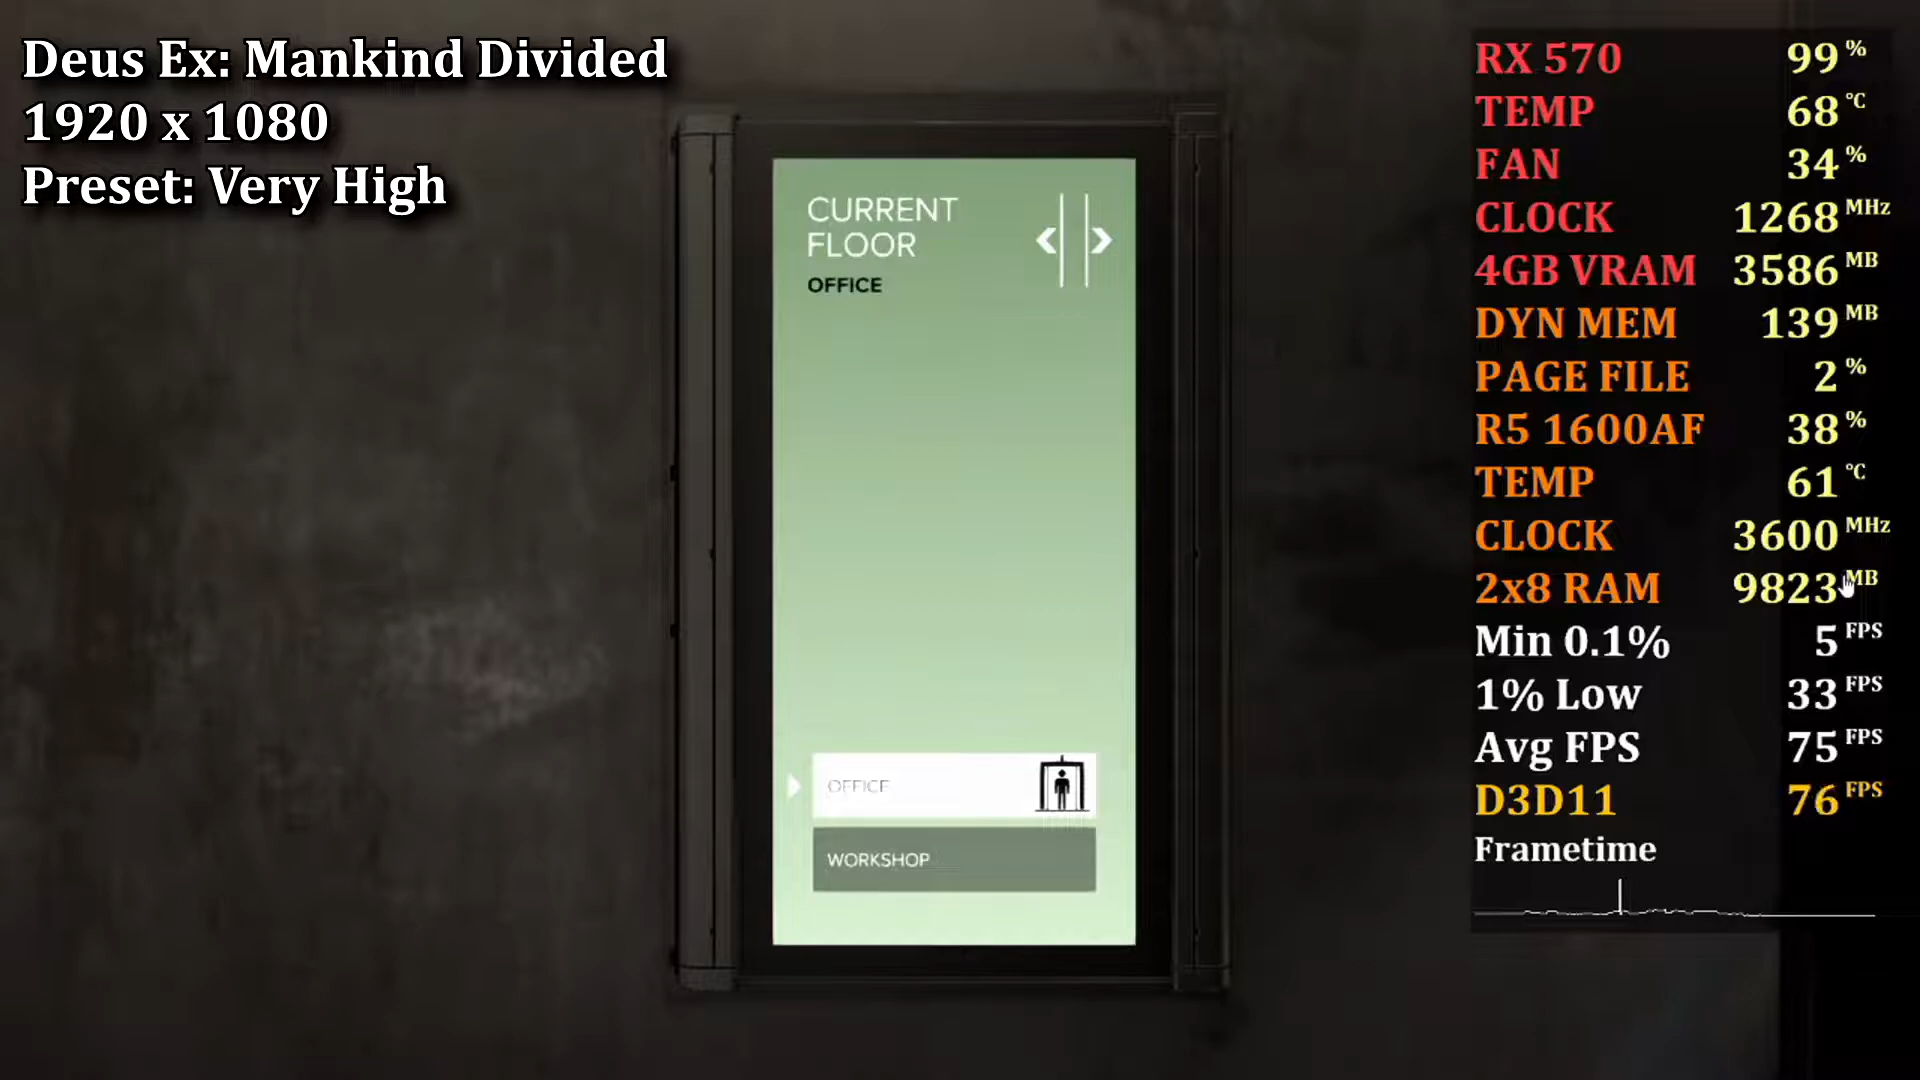 Deus Ex: Mankind Divided
1920 x 1080
Preset: Very High
CURRENT
FLOOR
OFFICE
OFFICE
WORKSHOP
RX 570 99 %
TEMP 68 °C
FAN 34 %
CLOCK 1268 MHz
4GB VRAM 3586 MB
DYN MEM 139 MB
PAGE FILE 2 %
R5 1600AF 38 %
TEMP 61 °C
CLOCK 3600 MHz
2x8 RAM 9823 MB
Min 0.1% 5 FPS
1% Low 33 FPS
Avg FPS 75 FPS
D3D11 76 FPS
Frametime